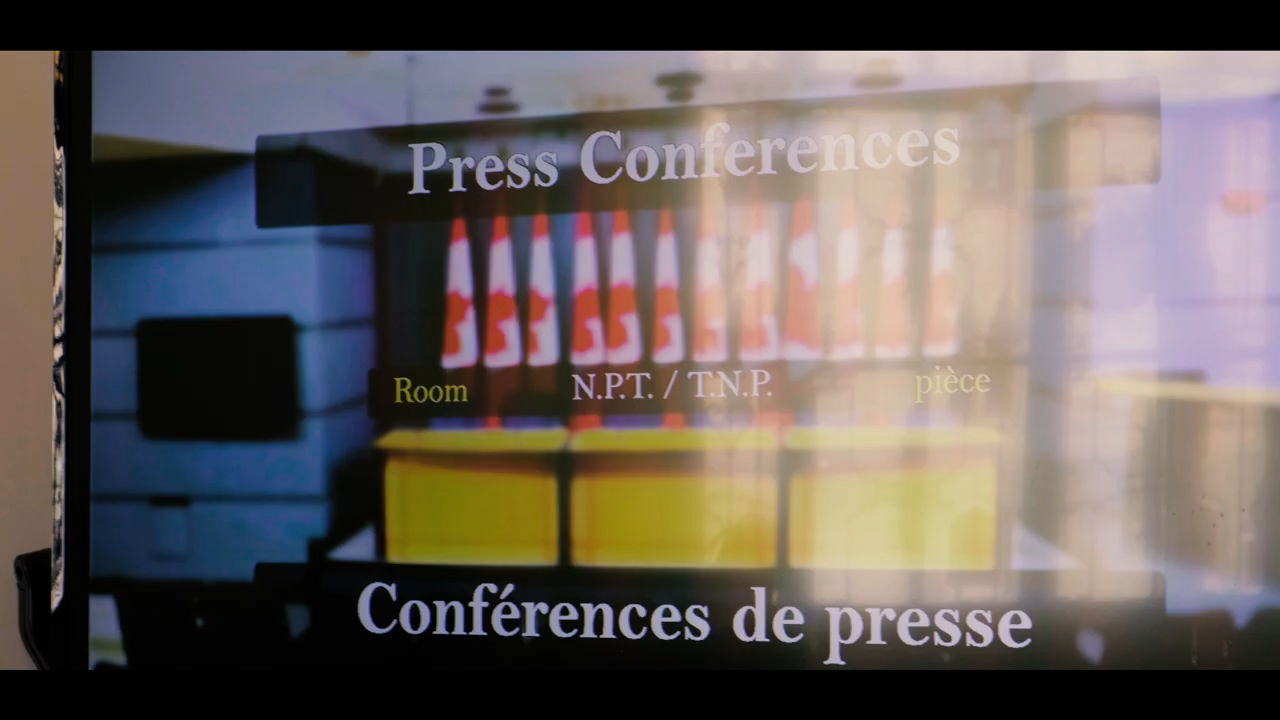 Press Conferences
Room N.P.T. / T.N.P. pièce
Conférences de presse